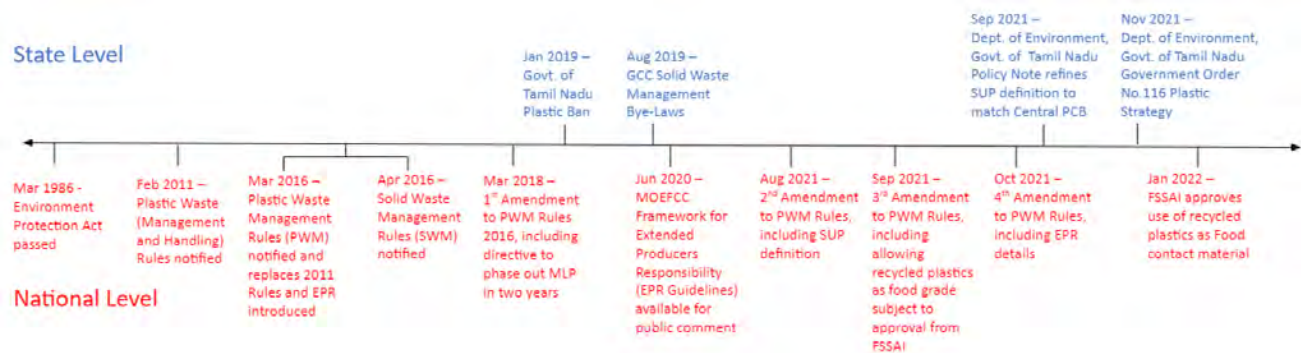 State Level
Jan 2019 –
Govt. of
Tamil Nadu
Plastic Ban
Aug 2019 –
GCC Solid Waste
Management
Bye-Laws
Sep 2021 –
Dept. of Environment,
Govt. of Tamil Nadu
Policy Note refines
SUP definition to
match Central PCB
Nov 2021 –
Dept. of Environment,
Govt. of Tamil Nadu
Government Order
No.116 Plastic
Strategy
Mar 1986 -
Environment
Protection Act
passed
Feb 2011 –
Plastic Waste
(Management
and Handling)
Rules notified
Mar 2016 –
Plastic Waste
Management
Rules (PWM)
notified and
replaces 2011
Rules and EPR
introduced
Apr 2016 –
Solid Waste
Management
Rules (SWM)
notified
Mar 2018 –
1st Amendment
to PWM Rules
2016, including
directive to
phase out MLP
in two years
Jun 2020 –
MOEFCC
Framework for
Extended
Producers
Responsibility
(EPR Guidelines)
available for
public comment
Aug 2021 –
2nd Amendment
to PWM Rules,
including SUP
definition
Sep 2021 –
3rd Amendment
to PWM Rules,
including
allowing
recycled plastics
as food grade
subject to
approval from
FSSAI
Oct 2021 –
4th Amendment
to PWM Rules,
including EPR
details
Jan 2022 –
FSSAI approves
use of recycled
plastics as Food
contact material
National Level